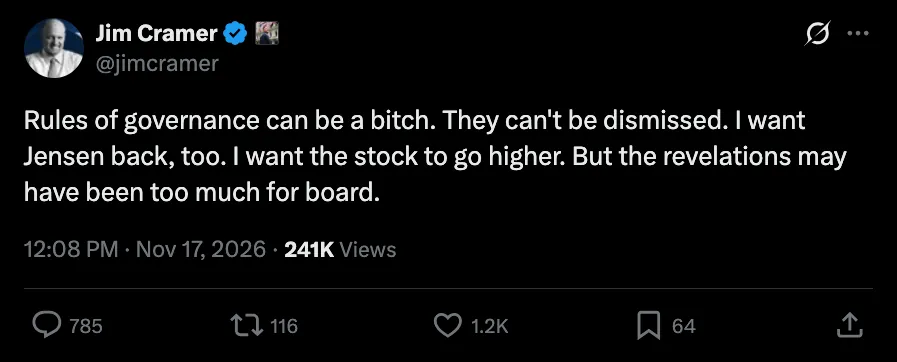 Jim Cramer
@jimcramer
Rules of governance can be a bitch. They can't be dismissed. I want
Jensen back, too. I want the stock to go higher. But the revelations may
have been too much for board.
12:08 PM · Nov 17, 2026 · 241K Views
785 116 1.2K 64